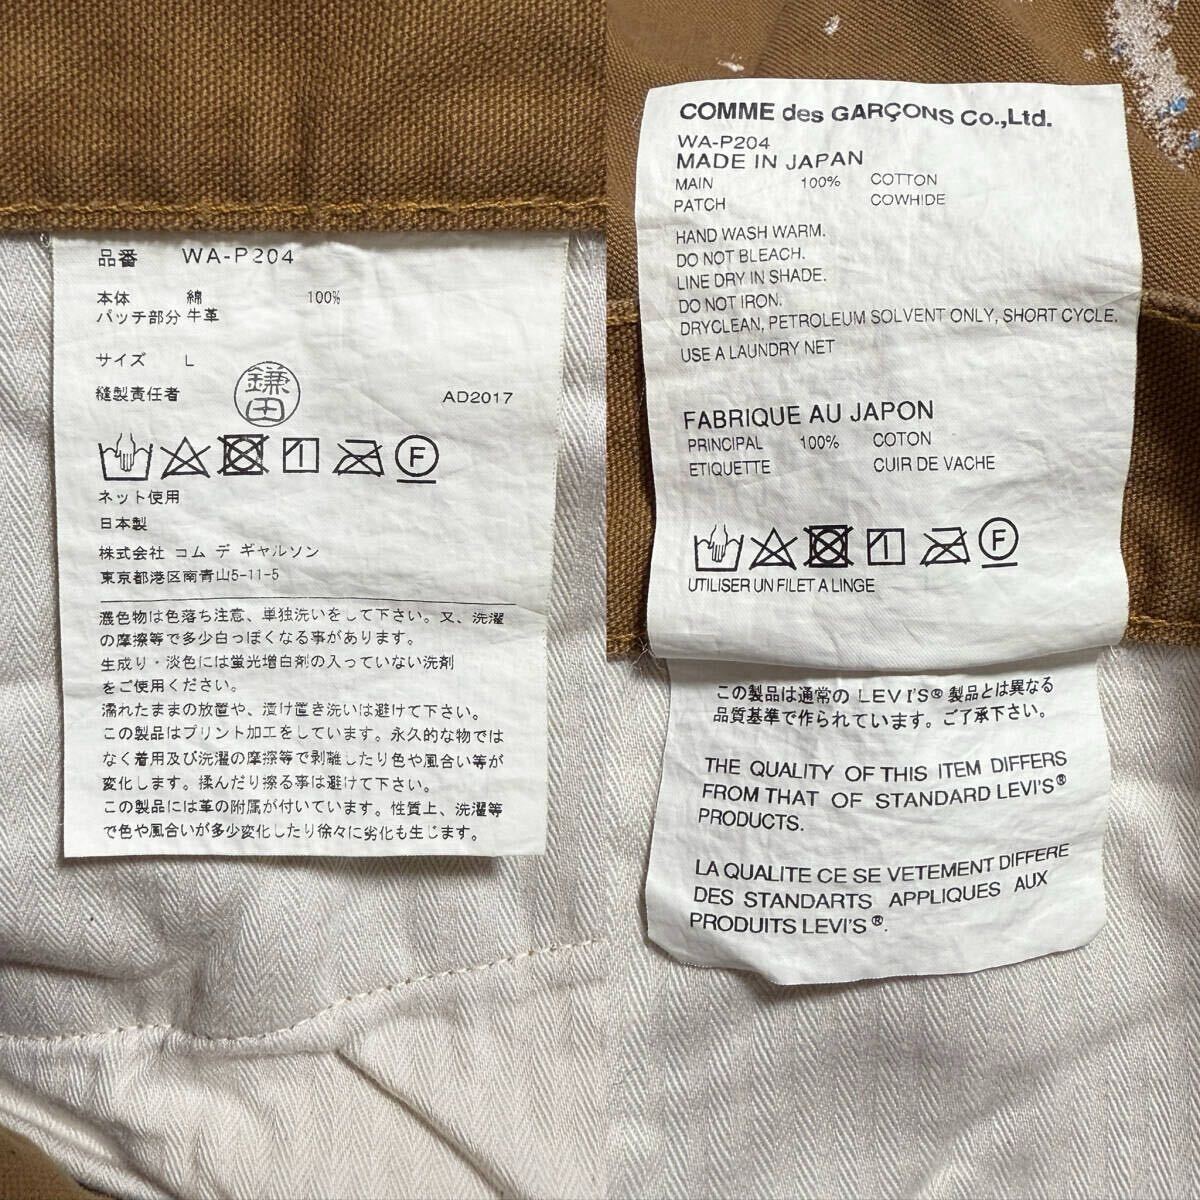 品番 WA-P204
本体 綿 100%
パッチ部分 牛革
サイズ L
縫製責任者 鎌田 AD2017
ネット使用
日本製
株式会社 コム デ ギャルソン
東京都港区南青山5-11-5
濃色物は色落ち注意、単独洗いをして下さい。又、洗濯
の摩擦等で多少白っぽくなる事があります。
生成り・淡色には蛍光増白剤の入っていない洗剤
をご使用ください。
濡れたままの放置や、漬け置き洗いは避けて下さい。
この製品はプリント加工をしています。永久的な物では
なく着用及び洗濯の摩擦等で剥離したり色や風合い等が
変化します。揉んだり擦る事は避けて下さい。
この製品には革の附属が付いています。性質上、洗濯等
で色や風合いが多少変化したり徐々に劣化も生じます。
COMME des GARÇONS Co.,Ltd.
WA-P204
MADE IN JAPAN
MAIN 100% COTTON
PATCH COWHIDE
HAND WASH WARM.
DO NOT BLEACH.
LINE DRY IN SHADE.
DO NOT IRON.
DRYCLEAN, PETROLEUM SOLVENT ONLY, SHORT CYCLE.
USE A LAUNDRY NET
FABRIQUE AU JAPON
PRINCIPAL 100% COTON
ETIQUETTE CUIR DE VACHE
UTILISER UN FILET A LINGE
この製品は通常の LEVI'S® 製品とは異なる
品質基準で作られています。ご了承下さい。
THE QUALITY OF THIS ITEM DIFFERS
FROM THAT OF STANDARD LEVI'S®
PRODUCTS.
LA QUALITE CE SE VETEMENT DIFFERE
DES STANDARTS APPLIQUES AUX
PRODUITS LEVI'S®.